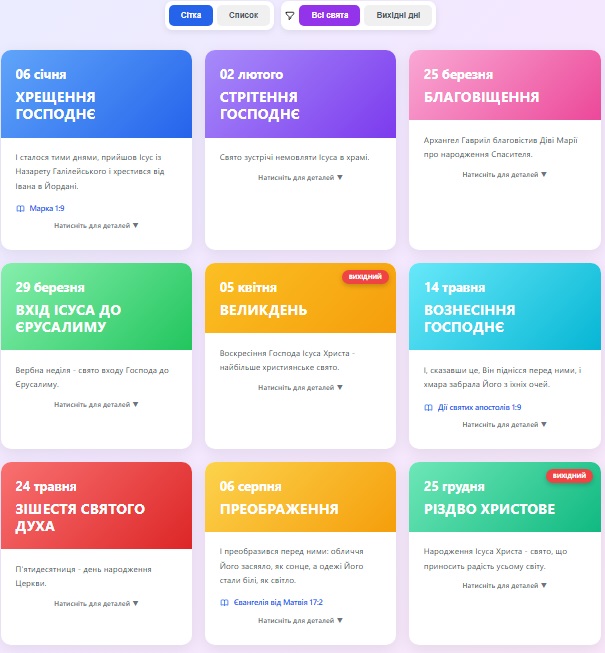 Сітка
Список
Всі свята
Вихідні дні
06 січня
ХРЕЩЕННЯ
ГОСПОДНЄ
І сталося тими днями, прийшов Ісус із
Назарету Галілейського і хрестився від
Івана в Йордані.
Марка 1:9
Натисніть для деталей ▼
02 лютого
СТРІТЕННЯ
ГОСПОДНЄ
Свято зустрічі немовляти Ісуса в храмі.
Натисніть для деталей ▼
25 березня
БЛАГОВІЩЕННЯ
Архангел Гавриїл благовістив Діві Марії
про народження Спасителя.
Натисніть для деталей ▼
29 березня
ВХІД ІСУСА ДО
ЄРУСАЛИМУ
Вербна неділя - свято входу Господа до
Єрусалиму.
Натисніть для деталей ▼
ВИХІДНИЙ
05 квітня
ВЕЛИКДЕНЬ
Воскресіння Господа Ісуса Христа -
найбільше християнське свято.
Натисніть для деталей ▼
14 травня
ВОЗНЕСІННЯ
ГОСПОДНЄ
І, сказавши це, Він піднісся перед ними, і
хмара забрала Його з їхніх очей.
Дії святих апостолів 1:9
Натисніть для деталей ▼
24 травня
ЗІШЕСТЯ СВЯТОГО
ДУХА
П'ятидесятниця - день народження
Церкви.
Натисніть для деталей ▼
06 серпня
ПРЕОБРАЖЕННЯ
І преобразився перед ними: обличчя
Його засяяло, як сонце, а одежі Його
стали білі, як світло.
Євангелія від Матвія 17:2
Натисніть для деталей ▼
ВИХІДНИЙ
25 грудня
РІЗДВО ХРИСТОВЕ
Народження Ісуса Христа - свято, що
приносить радість усьому світу.
Натисніть для деталей ▼